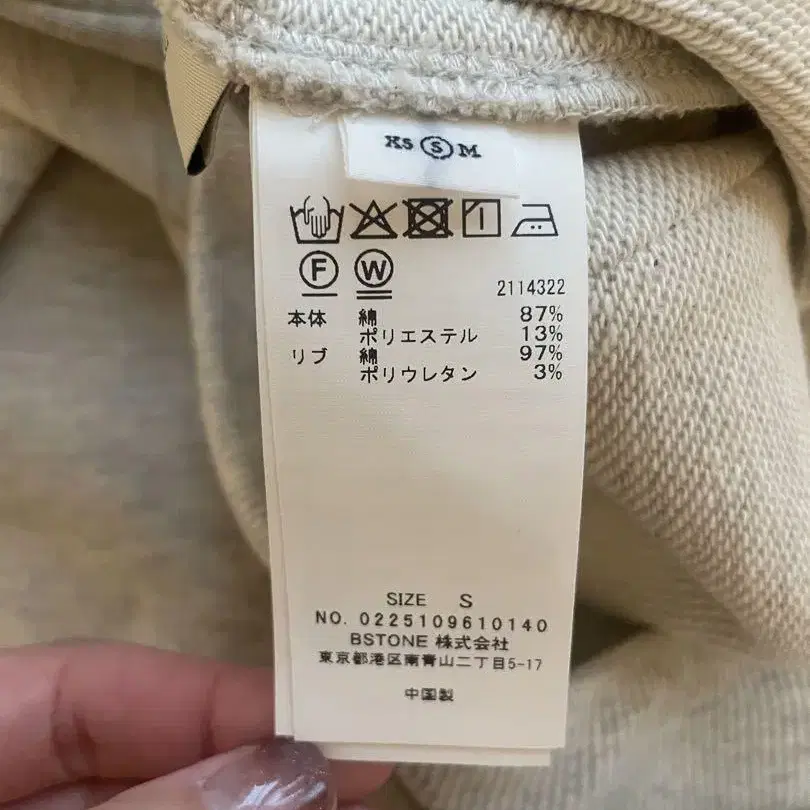 XS S M
F W
2114322
本体 綿 87%
ポリエステル 13%
リブ 綿 97%
ポリウレタン 3%
SIZE S
NO. 0225109610140
BSTONE 株式会社
東京都港区南青山二丁目5-17
中国製